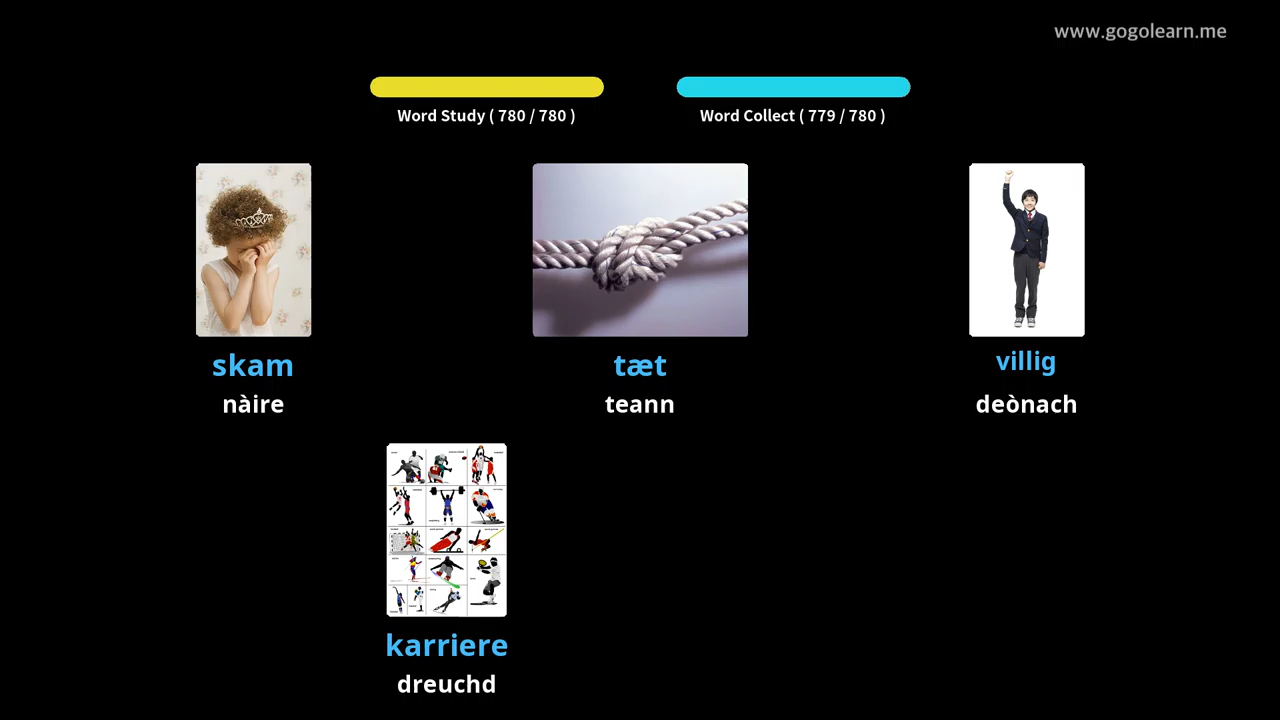 www.gogolearn.me
Word Study ( 780 / 780 )
Word Collect ( 779 / 780 )
skam
nàire
tæt
teann
villig
deònach
karriere
dreuchd